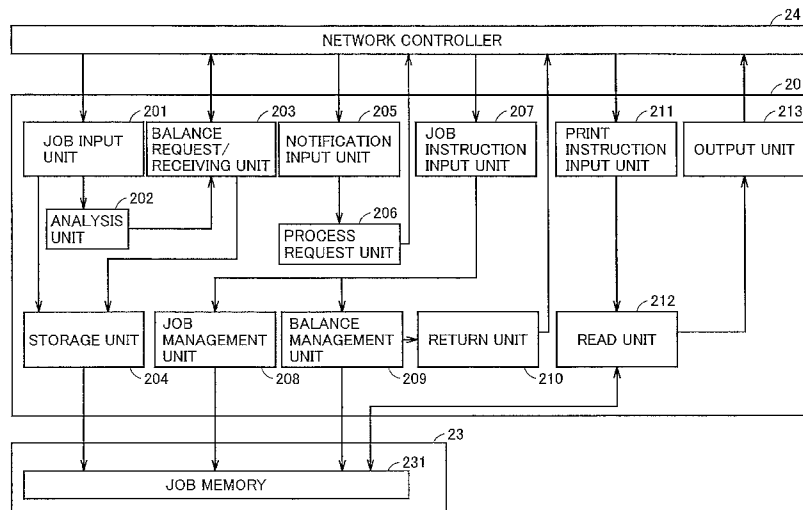 24
NETWORK CONTROLLER
20
201
203
205
207
211
213
JOB INPUT
UNIT
BALANCE
REQUEST/
RECEIVING UNIT
NOTIFICATION
INPUT UNIT
JOB
INSTRUCTION
INPUT UNIT
PRINT
INSTRUCTION
INPUT UNIT
OUTPUT UNIT
202
ANALYSIS
UNIT
206
PROCESS
REQUEST UNIT
212
STORAGE UNIT
JOB
MANAGEMENT
UNIT
BALANCE
MANAGEMENT
UNIT
RETURN UNIT
READ UNIT
204
208
209
210
23
231
JOB MEMORY